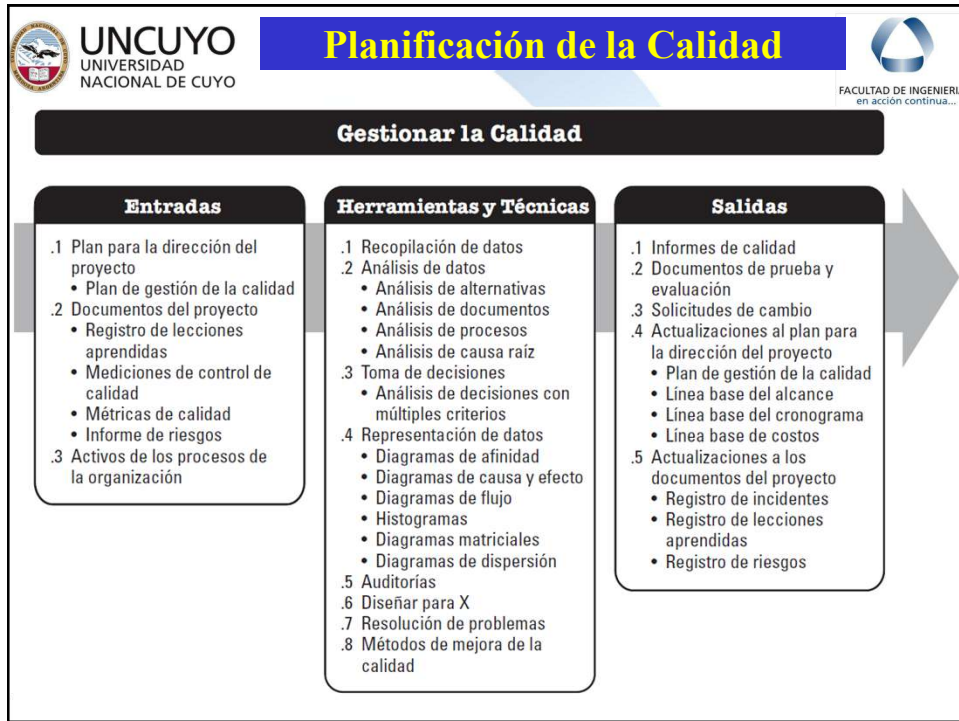 UNCUYO
UNIVERSIDAD
NACIONAL DE CUYO
Planificación de la Calidad
FACULTAD DE INGENIERIA
en acción continua...
Gestionar la Calidad
Entradas
.1 Plan para la dirección del
proyecto
• Plan de gestión de la calidad
.2 Documentos del proyecto
• Registro de lecciones
aprendidas
• Mediciones de control de
calidad
• Métricas de calidad
• Informe de riesgos
.3 Activos de los procesos de
la organización
Herramientas y Técnicas
.1 Recopilación de datos
.2 Análisis de datos
• Análisis de alternativas
• Análisis de documentos
• Análisis de procesos
• Análisis de causa raíz
.3 Toma de decisiones
• Análisis de decisiones con
múltiples criterios
.4 Representación de datos
• Diagramas de afinidad
• Diagramas de causa y efecto
• Diagramas de flujo
• Histogramas
• Diagramas matriciales
• Diagramas de dispersión
.5 Auditorías
.6 Diseñar para X
.7 Resolución de problemas
.8 Métodos de mejora de la
calidad
Salidas
.1 Informes de calidad
.2 Documentos de prueba y
evaluación
.3 Solicitudes de cambio
.4 Actualizaciones al plan para
la dirección del proyecto
• Plan de gestión de la calidad
• Línea base del alcance
• Línea base del cronograma
• Línea base de costos
.5 Actualizaciones a los
documentos del proyecto
• Registro de incidentes
• Registro de lecciones
aprendidas
• Registro de riesgos